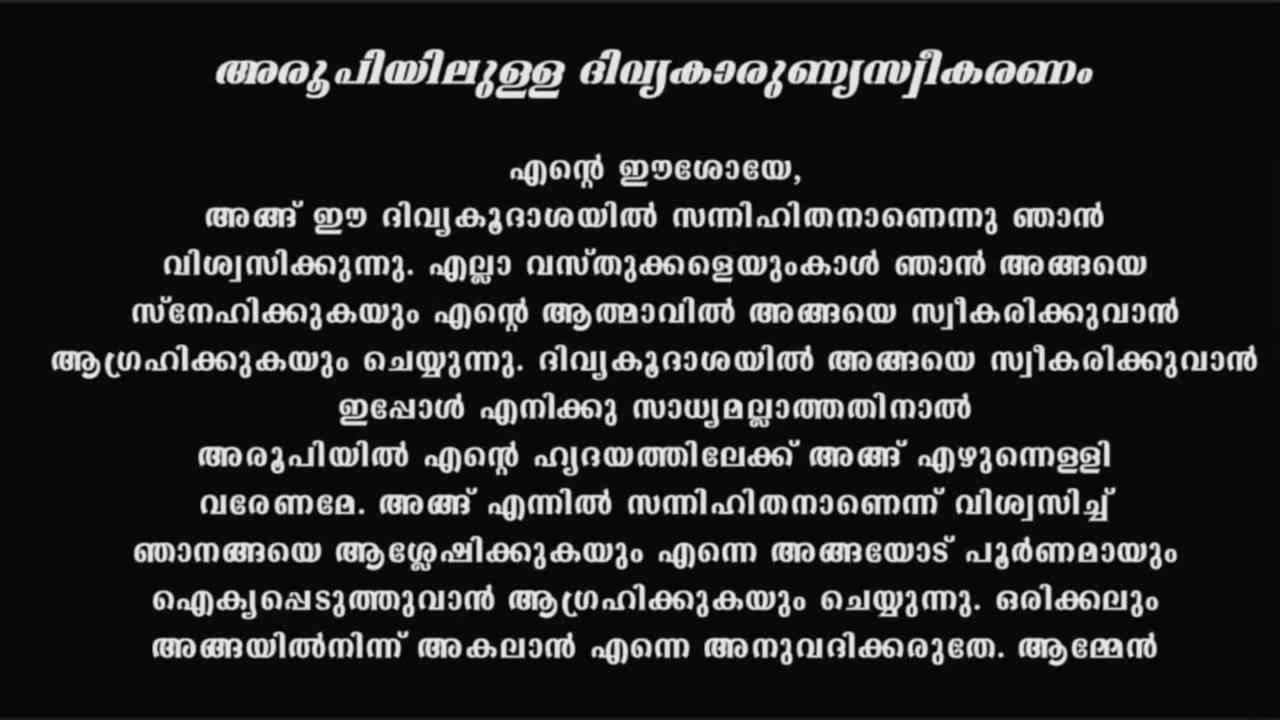 അരൂപിയിലുള്ള ദിവ്യകാരുണ്യസ്വീകരണം
എന്റെ ഈശോയേ,
അങ്ങ് ഈ ദിവ്യകൂദാശയിൽ സന്നിഹിതനാണെന്നു ഞാൻ
വിശ്വസിക്കുന്നു. എല്ലാ വസ്തുക്കളെയുംകാൾ ഞാൻ അങ്ങയെ
സ്നേഹിക്കുകയും എന്റെ ആത്മാവിൽ അങ്ങയെ സ്വീകരിക്കുവാൻ
ആഗ്രഹിക്കുകയും ചെയ്യുന്നു. ദിവ്യകൂദാശയിൽ അങ്ങയെ സ്വീകരിക്കുവാൻ
ഇപ്പോൾ എനിക്കു സാധ്യമല്ലാത്തതിനാൽ
അരൂപിയിൽ എന്റെ ഹൃദയത്തിലേക്ക് അങ്ങ് എഴുന്നെള്ളി
വരേണമേ. അങ്ങ് എന്നിൽ സന്നിഹിതനാണെന്ന് വിശ്വസിച്ച്
ഞാനങ്ങയെ ആശ്ലേഷിക്കുകയും എന്നെ അങ്ങയോട് പൂർണമായും
ഐക്യപ്പെടുത്തുവാൻ ആഗ്രഹിക്കുകയും ചെയ്യുന്നു. ഒരിക്കലും
അങ്ങയിൽനിന്ന് അകലാൻ എന്നെ അനുവദിക്കരുതേ. ആമ്മേൻ